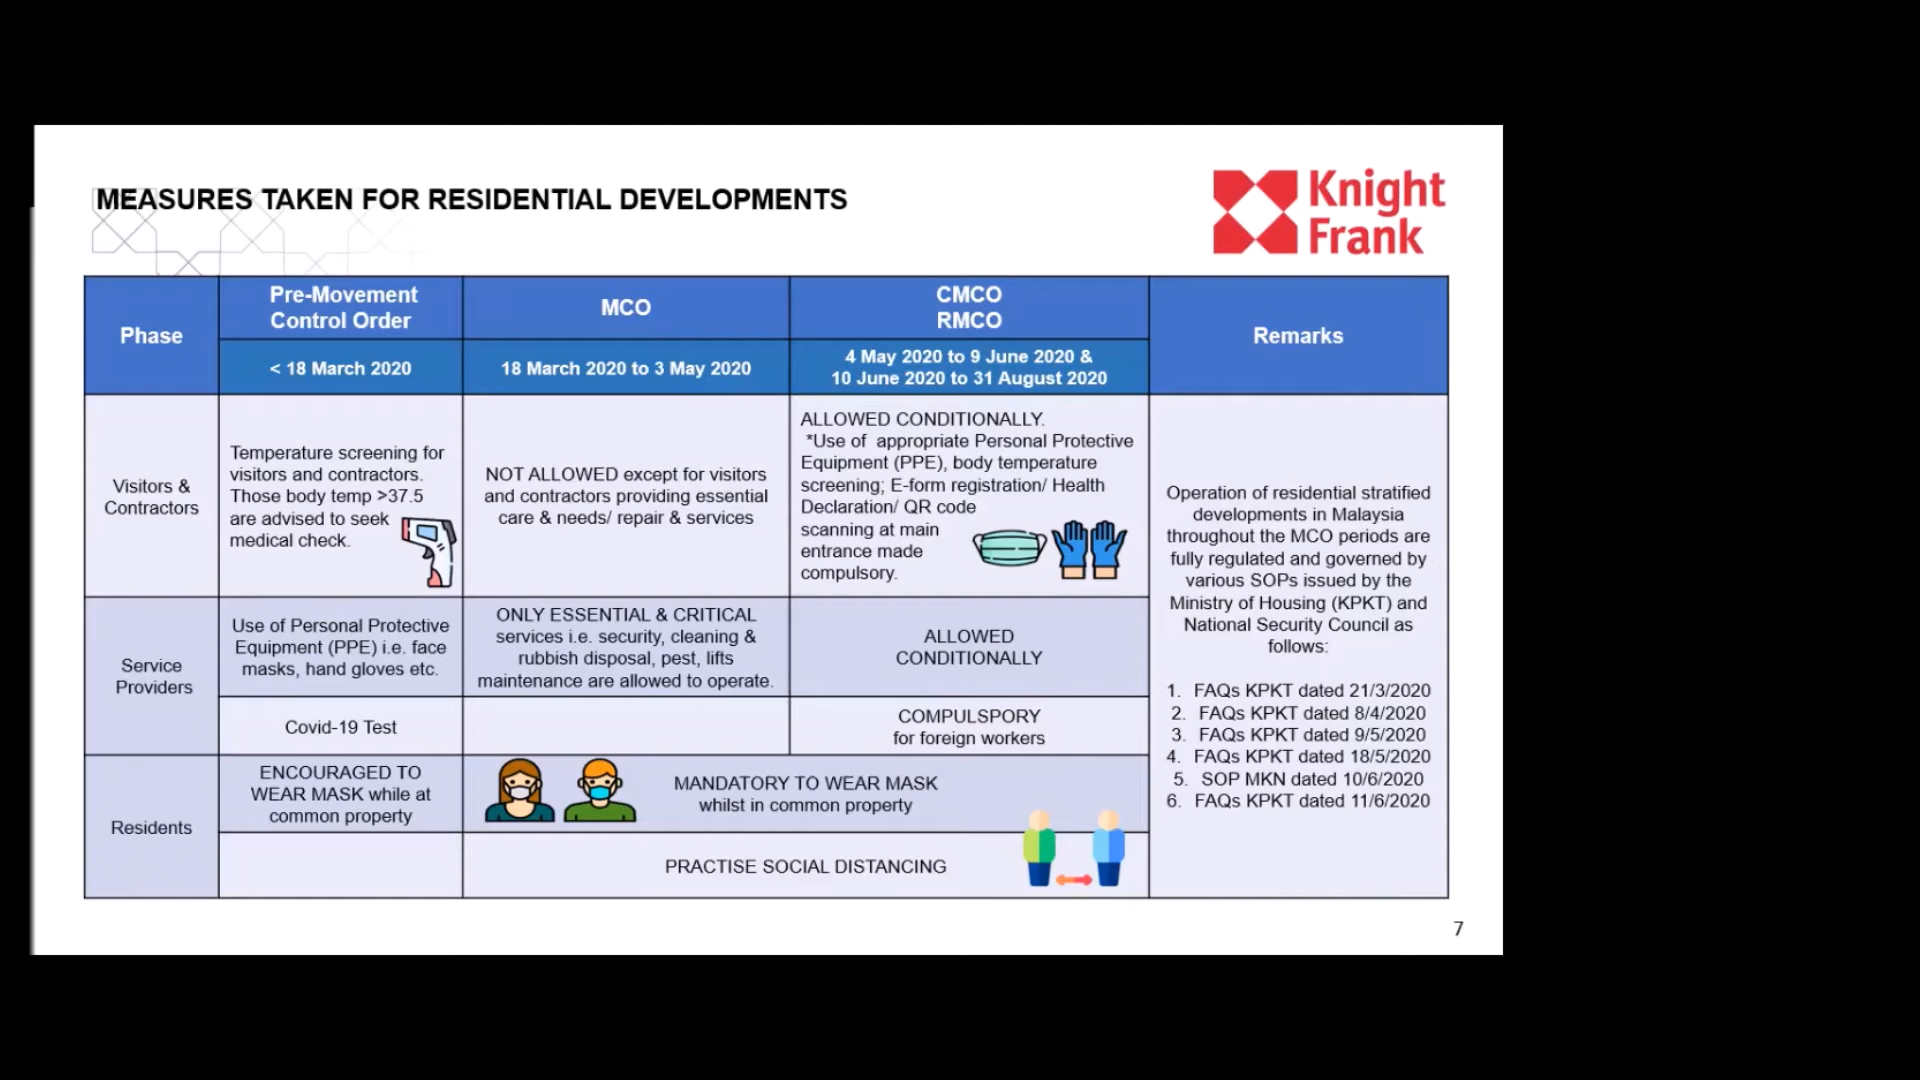 MEASURES TAKEN FOR RESIDENTIAL DEVELOPMENTS
Knight
Frank
Phase
Pre-Movement
Control Order
MCO
CMCO
RMCO
Remarks
< 18 March 2020
18 March 2020 to 3 May 2020
4 May 2020 to 9 June 2020 &
10 June 2020 to 31 August 2020
Visitors &
Contractors
Temperature screening for
visitors and contractors.
Those body temp >37.5
are advised to seek
medical check.
NOT ALLOWED except for visitors
and contractors providing essential
care & needs/ repair & services
ALLOWED CONDITIONALLY.
*Use of appropriate Personal Protective
Equipment (PPE), body temperature
screening; E-form registration/ Health
Declaration/ QR code
scanning at main
entrance made
compulsory.
Operation of residential stratified
developments in Malaysia
throughout the MCO periods are
fully regulated and governed by
various SOPs issued by the
Ministry of Housing (KPKT) and
National Security Council as
follows:
1. FAQs KPKT dated 21/3/2020
2. FAQs KPKT dated 8/4/2020
3. FAQs KPKT dated 9/5/2020
4. FAQs KPKT dated 18/5/2020
5. SOP MKN dated 10/6/2020
6. FAQs KPKT dated 11/6/2020
Service
Providers
Use of Personal Protective
Equipment (PPE) i.e. face
masks, hand gloves etc.
ONLY ESSENTIAL & CRITICAL
services i.e. security, cleaning &
rubbish disposal, pest, lifts
maintenance are allowed to operate.
ALLOWED
CONDITIONALLY
Covid-19 Test
COMPULSPORY
for foreign workers
Residents
ENCOURAGED TO
WEAR MASK while at
common property
MANDATORY TO WEAR MASK
whilst in common property
PRACTISE SOCIAL DISTANCING
7